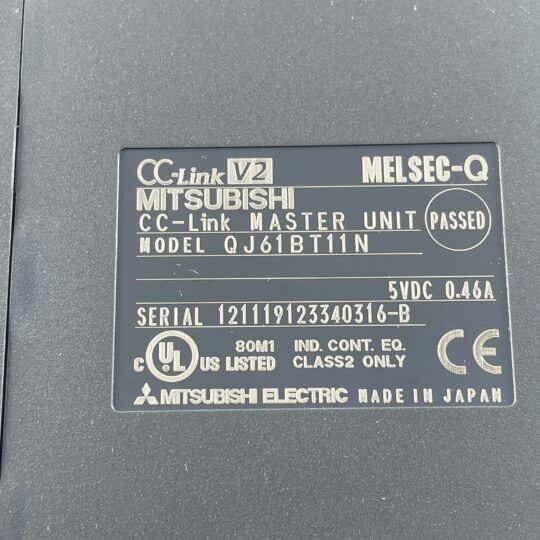 CC-Link V2 MELSEC-Q
MITSUBISHI
CC-Link MASTER UNIT PASSED
MODEL QJ61BT11N
5VDC 0.46A
SERIAL 121119123340316-B
C UL US LISTED 80M1 IND. CONT. EQ.
CLASS2 ONLY CE
MITSUBISHI ELECTRIC MADE IN JAPAN